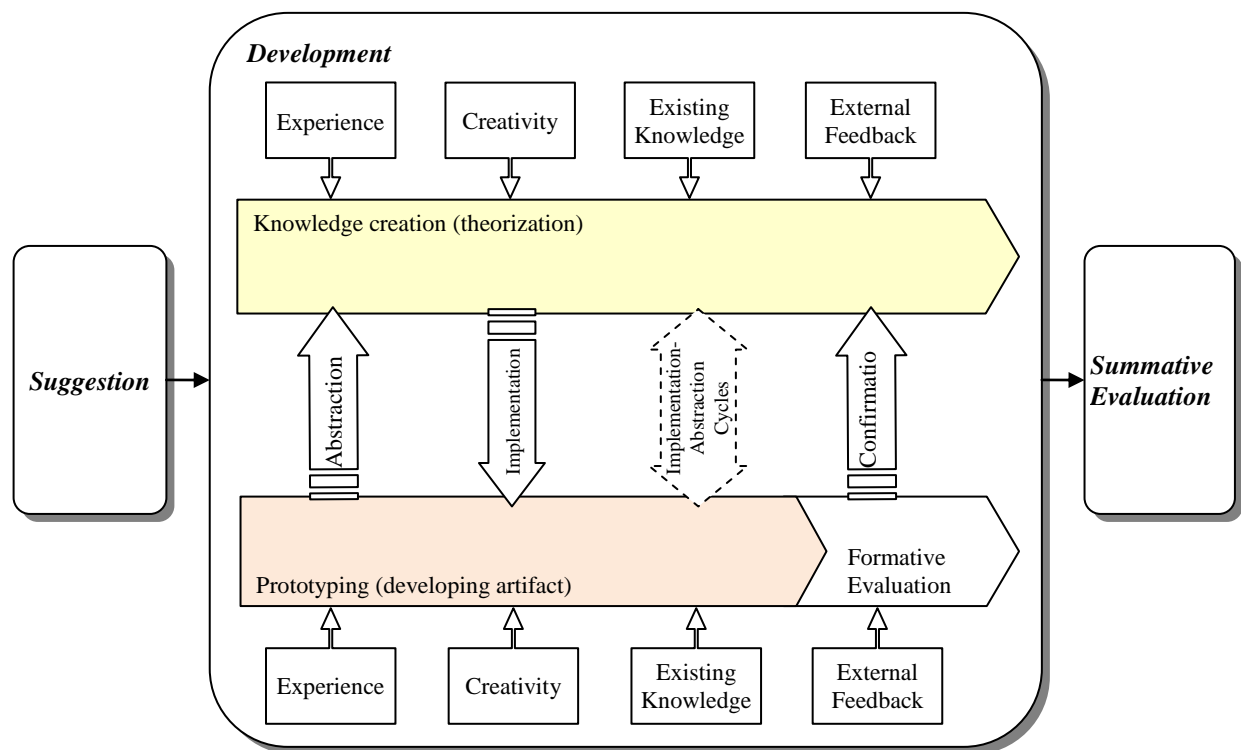 Development
Experience
Creativity
Existing
Knowledge
External
Feedback
Knowledge creation (theorization)
Suggestion
Abstraction
Implementation
Implementation-
Abstraction
Cycles
Confirmatio
Summative
Evaluation
Prototyping (developing artifact)
Formative
Evaluation
Experience
Creativity
Existing
Knowledge
External
Feedback